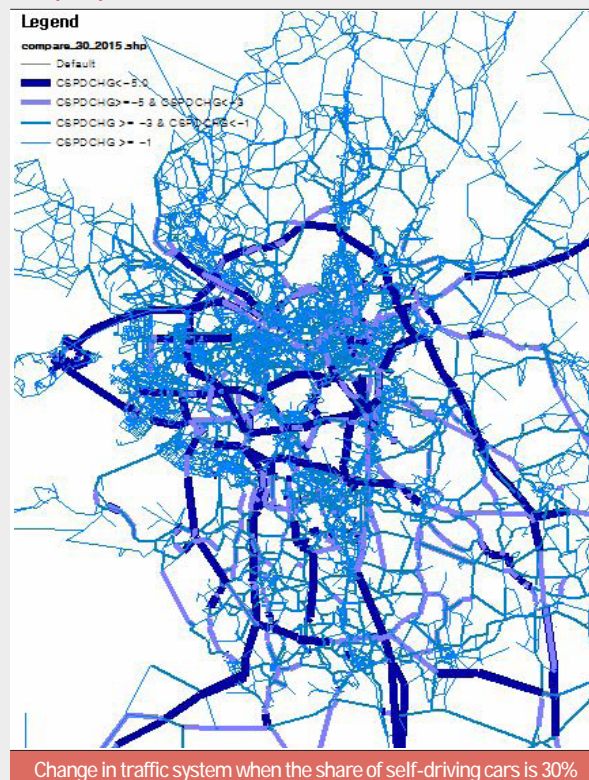 Legend
compare_30_2015.shp
Default
CSPDCHG<-5.0
CSPDCHG>=-5 & CSPDCHG<-3
CSPDCHG >= -3 & CSPDCHG<-1
CSPDCHG >= -1
Change in traffic system when the share of self-driving cars is 30%